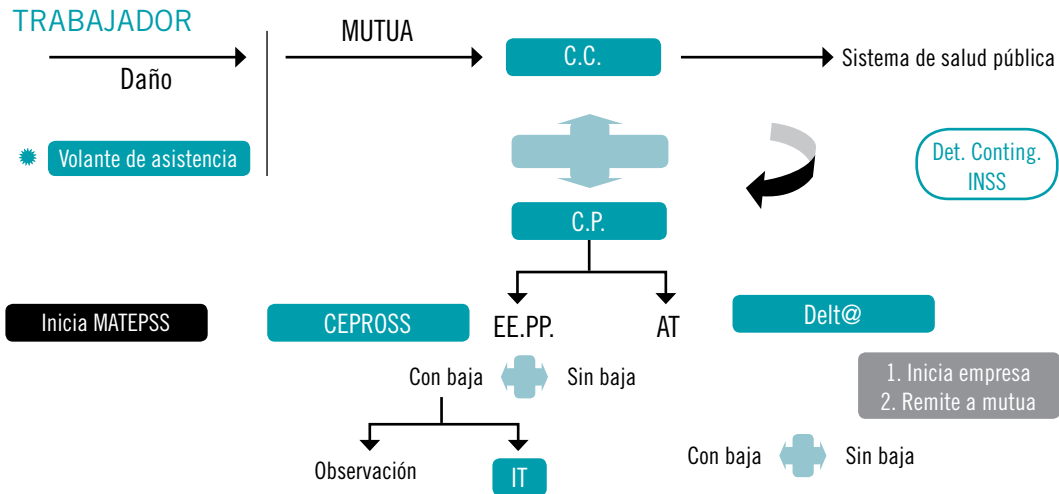 TRABAJADOR
Daño
MUTUA
C.C.
Sistema de salud pública
Volante de asistencia
Det. Conting.
INSS
C.P.
Inicia MATEPSS
CEPROSS
EE.PP.
AT
Delt@
Con baja
Sin baja
1. Inicia empresa
2. Remite a mutua
Observación
IT
Con baja
Sin baja